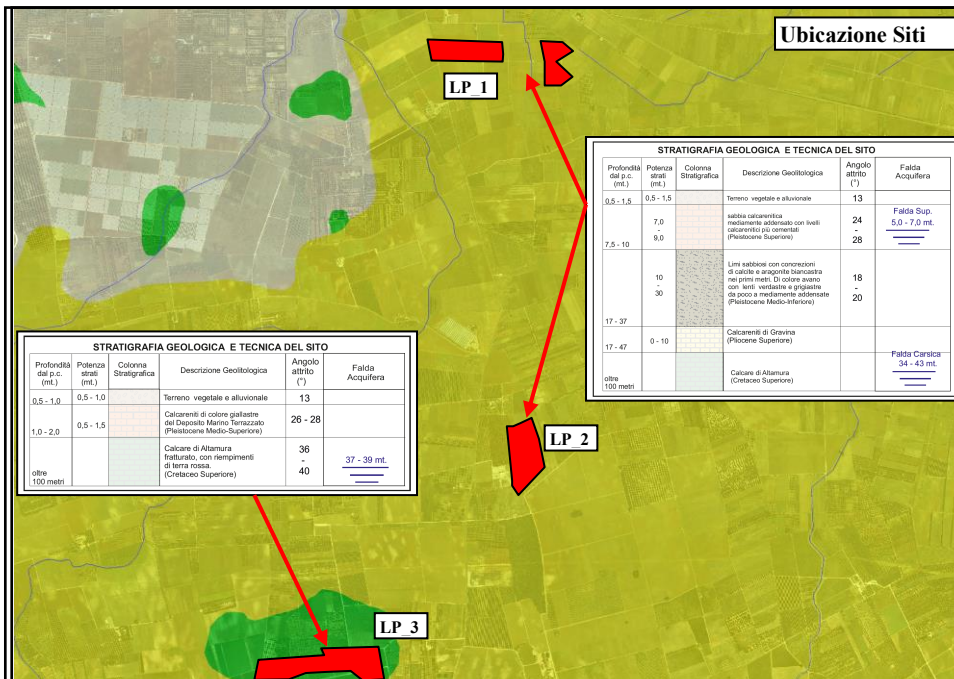 Ubicazione Siti
LP_1
STRATIGRAFIA GEOLOGICA E TECNICA DEL SITO
Profondità dal p.c. (mt.) Potenza strati (mt.) Colonna Stratigrafica Descrizione Geolitologica Angolo attrito (°) Falda Acquifera
0,5 - 1,5 0,5 - 1,5 Terreno vegetale e alluvionale 13
7,5 - 10
7,0
-
9,0
sabbia calcarenitica
mediamente addensato con livelli
calcarenitici più cementati
(Pleistocene Superiore)
24
-
28
Falda Sup.
5,0 - 7,0 mt.
17 - 37
10
-
30
Limi sabbiosi con concrezioni
di calcite e aragonite biancastra
nei primi metri. Di colore avano
con lenti verdastre e grigiastre
da poco a mediamente addensate
(Pleistocene Medio-Inferiore)
18
-
20
17 - 47 0 - 10
Calcareniti di Gravina
(Pliocene Superiore)
oltre
100 metri
Calcare di Altamura
(Cretaceo Superiore)
Falda Carsica
34 - 43 mt.
STRATIGRAFIA GEOLOGICA E TECNICA DEL SITO
Profondità dal p.c. (mt.) Potenza strati (mt.) Colonna Stratigrafica Descrizione Geolitologica Angolo attrito (°) Falda Acquifera
0,5 - 1,0 0,5 - 1,0 Terreno vegetale e alluvionale 13
1,0 - 2,0 0,5 - 1,5
Calcareniti di colore giallastre
del Deposito Marino Terrazzato
(Pleistocene Medio-Superiore)
26 - 28
oltre
100 metri
Calcare di Altamura
fratturato, con riempimenti
di terra rossa.
(Cretaceo Superiore)
36
-
40
37 - 39 mt.
LP_2
LP_3